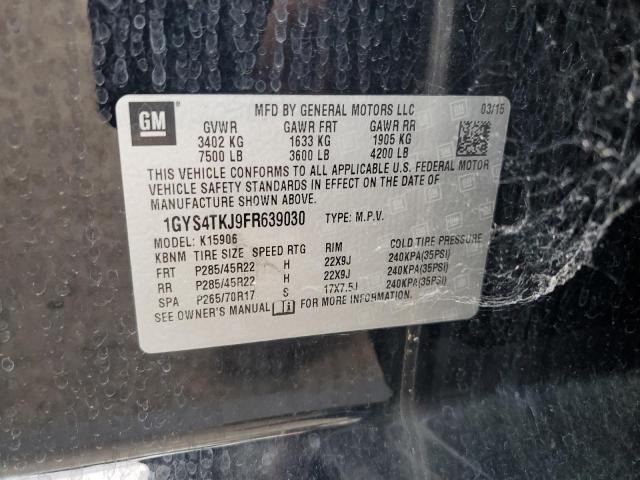 GM
MFD BY GENERAL MOTORS LLC 03/15
GVWR GAWR FRT GAWR RR
3402 KG 1633 KG 1905 KG
7500 LB 3600 LB 4200 LB
THIS VEHICLE CONFORMS TO ALL APPLICABLE U.S. FEDERAL MOTOR
VEHICLE SAFETY STANDARDS IN EFFECT ON THE DATE OF
MANUFACTURE SHOWN ABOVE.
1GYS4TKJ9FR639030 TYPE: M.P.V.
MODEL: K15906
KBNM TIRE SIZE SPEED RTG RIM COLD TIRE PRESSURE
FRT P285/45R22 H 22X9J 240KPA(35PSI)
RR P285/45R22 H 22X9J 240KPA(35PSI)
SPA P265/70R17 S 17X7.5J 240KPA(35PSI)
SEE OWNER'S MANUAL i FOR MORE INFORMATION.